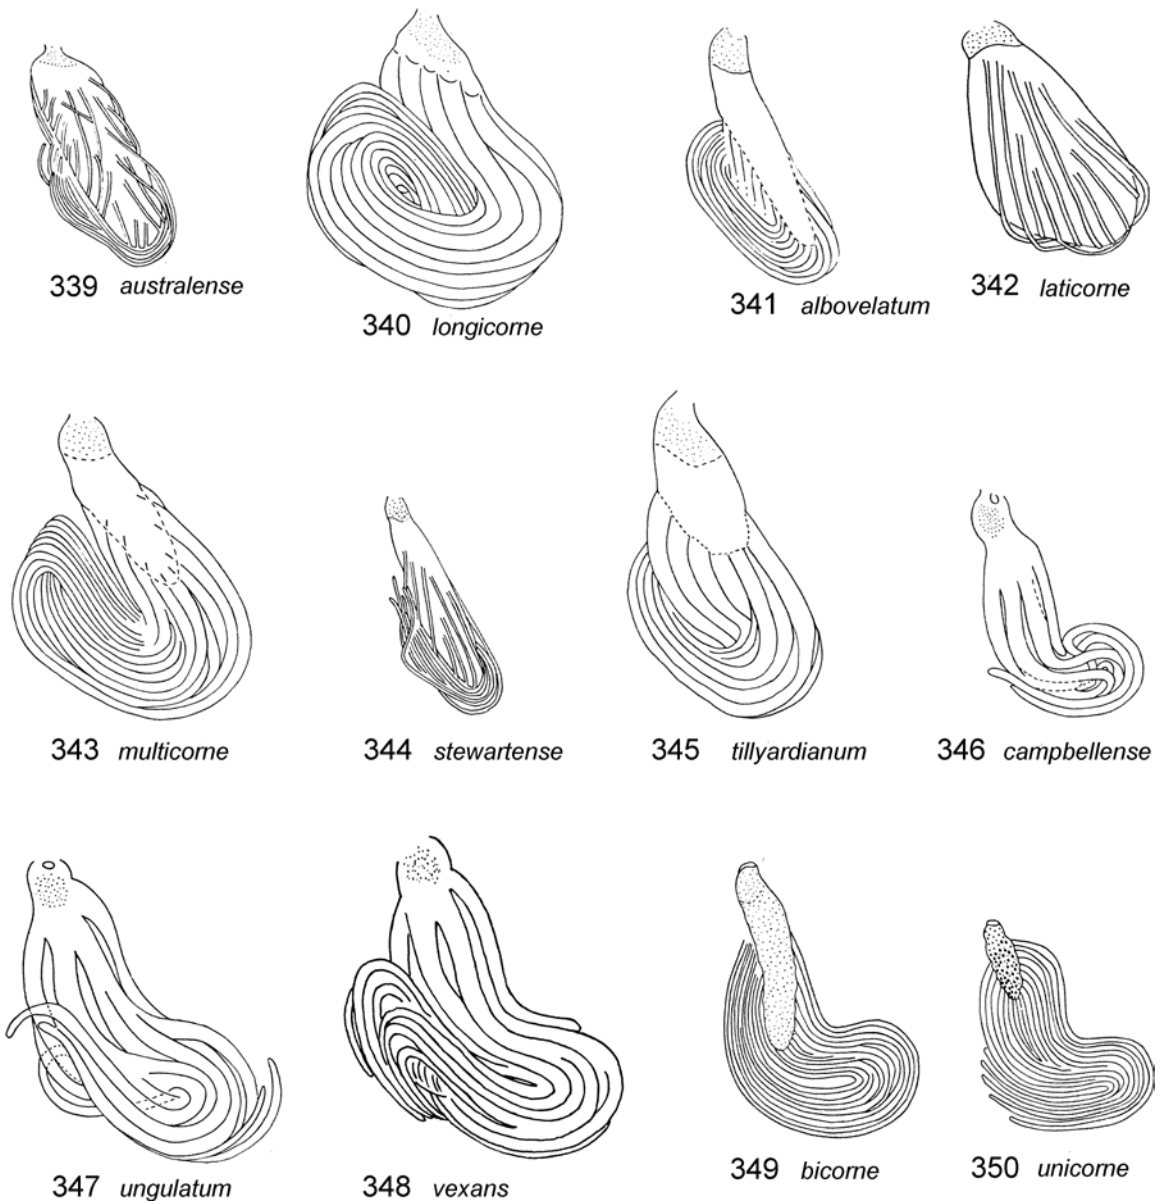 339 australense
340 longicorne
341 albovelatum
342 laticorne
343 multicorne
344 stewartense
345 tillyardianum
346 campbellense
347 ungulatum
348 vexans
349 bicorne
350 unicorne